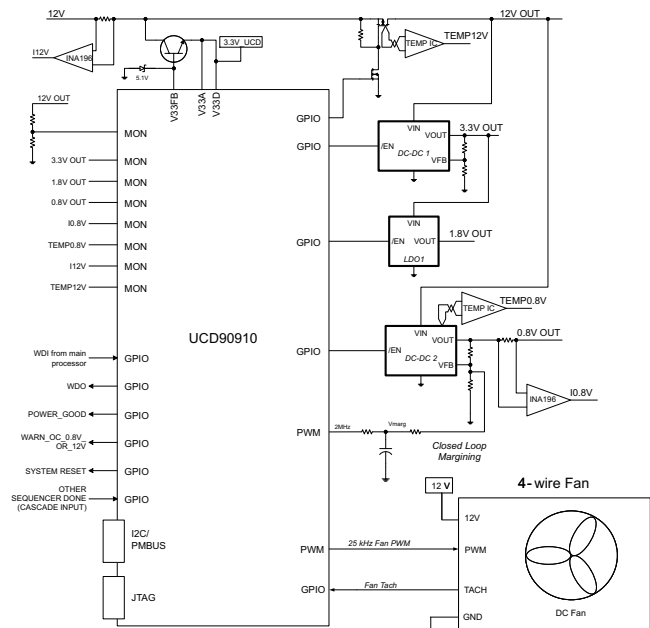 12V
12V OUT
3.3V_UCD
I12V
INA196
5.1V
TEMP IC
TEMP12V
V33FB
V33A
V33D
12V OUT
GPIO
MON
GPIO
VIN
VOUT
3.3V OUT
/EN
DC-DC 1
VFB
3.3V OUT
MON
1.8V OUT
MON
0.8V OUT
MON
I0.8V
MON
TEMP0.8V
MON
I12V
MON
TEMP12V
MON
GPIO
VIN
/EN
VOUT
1.8V OUT
LDO1
UCD90910
TEMP IC
TEMP0.8V
VIN
VOUT
0.8V OUT
GPIO
/EN
DC-DC 2
VFB
INA196
I0.8V
WDI from main
processor
GPIO
WDO
GPIO
POWER_GOOD
GPIO
WARN_OC_0.8V_
OR_12V
GPIO
SYSTEM RESET
GPIO
OTHER
SEQUENCER DONE
(CASCADE INPUT)
GPIO
PWM
2MHz
Vmarg
Closed Loop
Margining
I2C/
PMBUS
JTAG
12 V
4- wire Fan
12V
PWM
25 kHz Fan PWM
PWM
GPIO
Fan Tach
TACH
GND
DC Fan